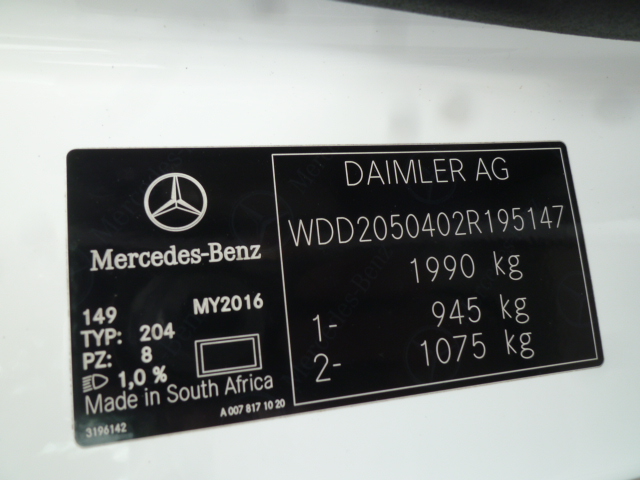 Mercedes-Benz
149 MY2016
TYP: 204
PZ: 8
1,0 %
Made in South Africa
A 007 817 10 20
3196142
DAIMLER AG
WDD2050402R195147
1990 kg
1- 945 kg
2- 1075 kg